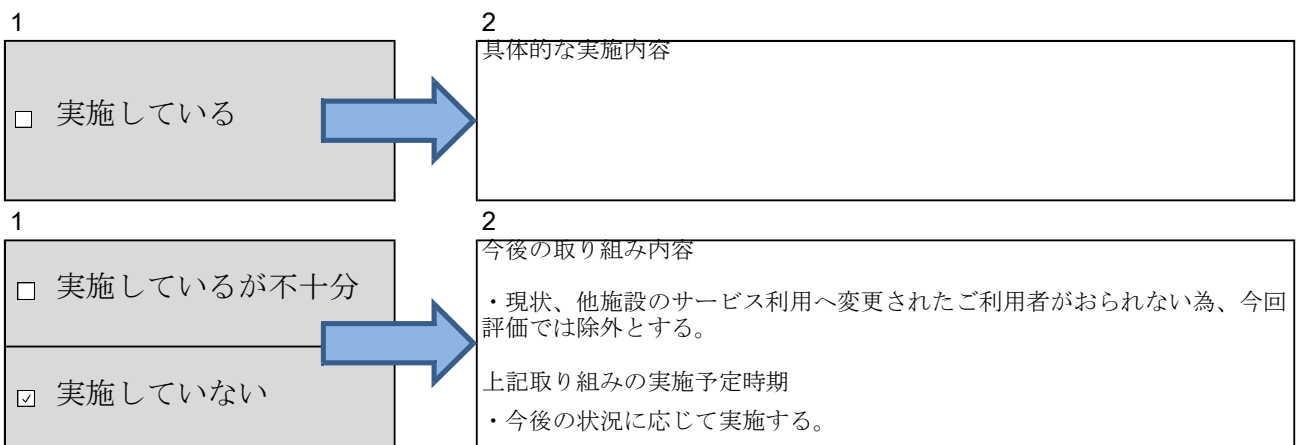 1
2
実施している
具体的な実施内容
1
2
実施しているが不十分
実施していない
今後の取り組み内容
・現状、他施設のサービス利用へ変更されたご利用者がおられない為、今回
評価では除外とする。
上記取り組みの実施予定時期
・今後の状況に応じて実施する。